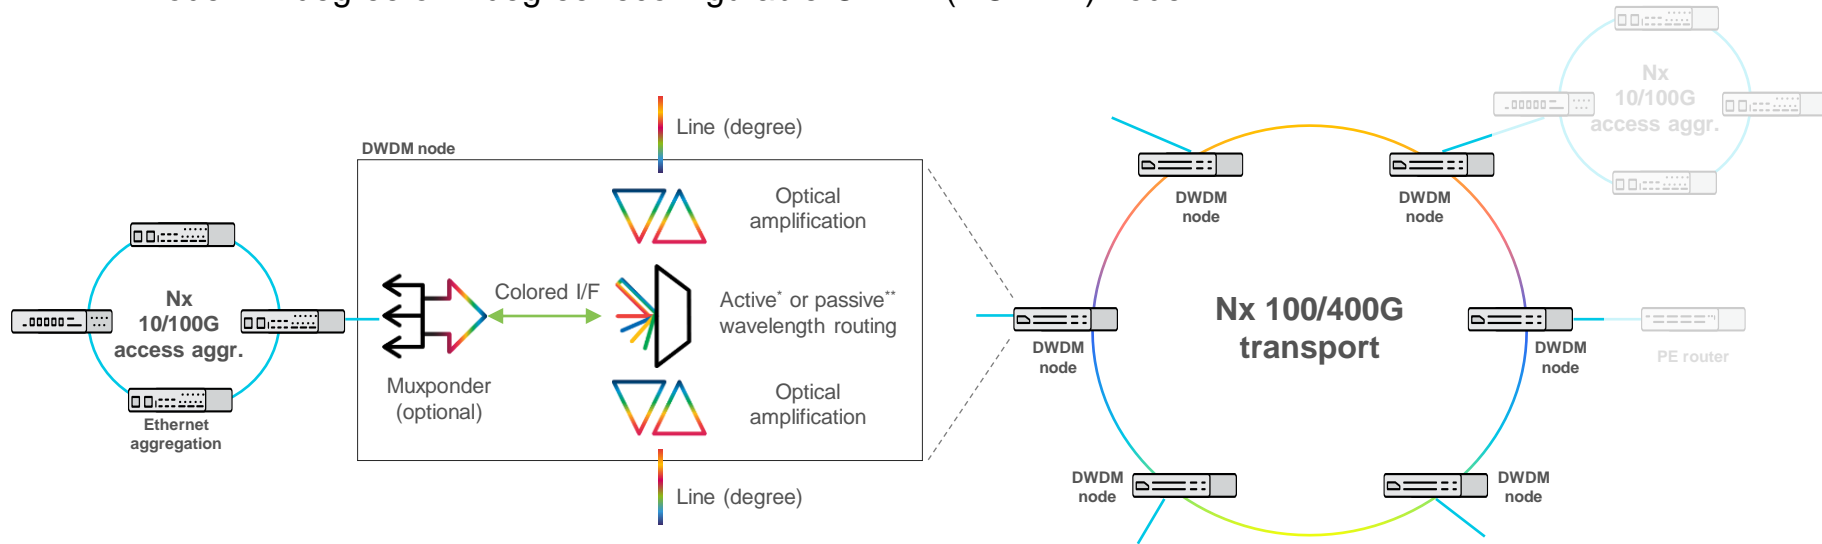 Line (degree)
DWDM node
Optical
amplification
Nx
10/100G
access aggr.
Colored I/F
Active* or passive**
wavelength routing
Muxponder
(optional)
Optical
amplification
Ethernet
aggregation
Line (degree)
Nx
10/100G
access aggr.
DWDM
node
DWDM
node
Nx 100/400G
transport
DWDM
node
DWDM
node
PE router
DWDM
node
DWDM
node